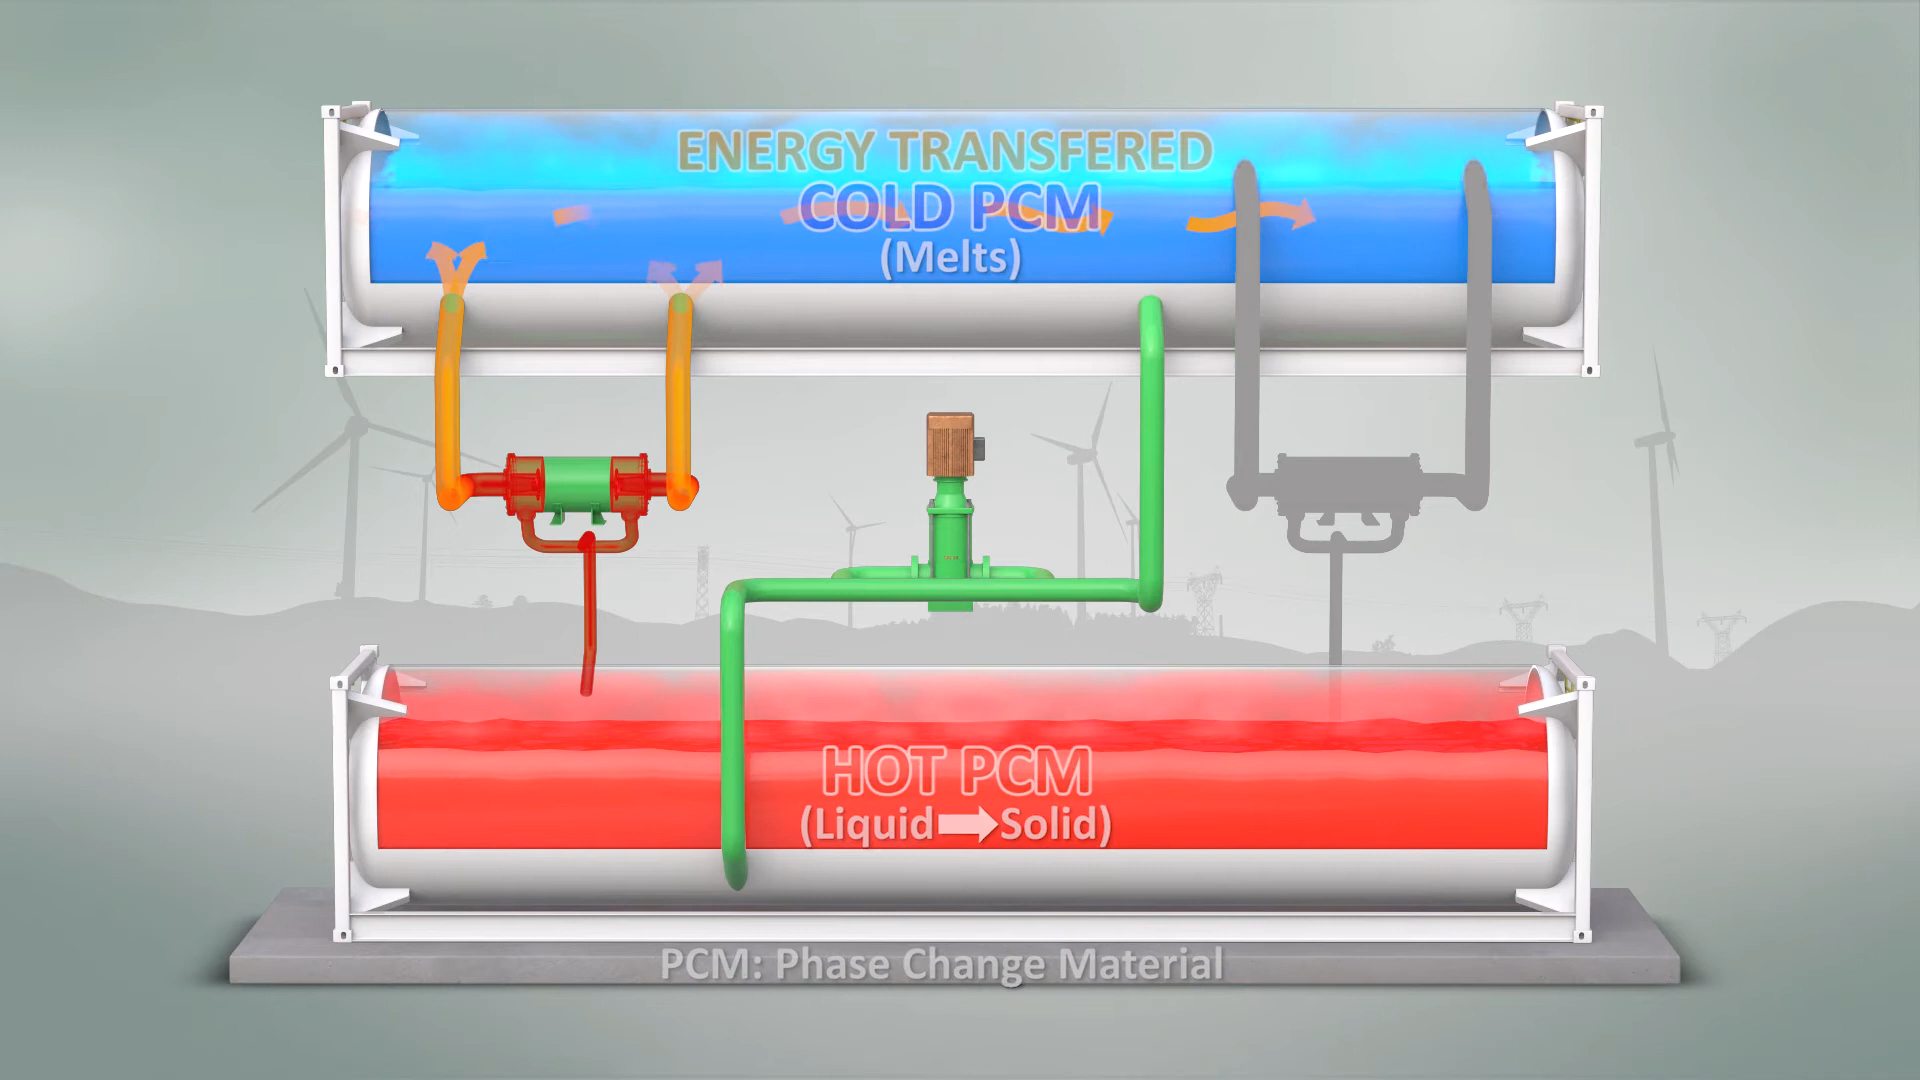 ENERGY TRANSFERED
COLD PCM
(Melts)
HOT PCM
(Liquid Solid)
PCM: Phase Change Material